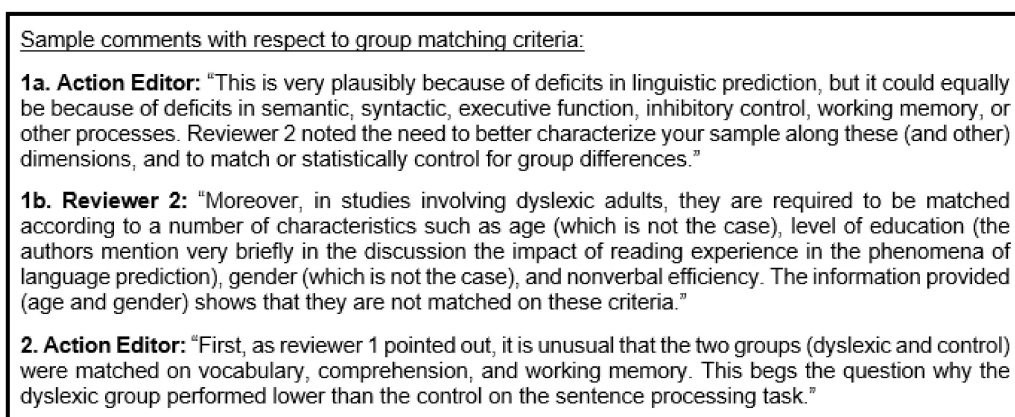 Sample comments with respect to group matching criteria:
1a. Action Editor: “This is very plausibly because of deficits in linguistic prediction, but it could equally
be because of deficits in semantic, syntactic, executive function, inhibitory control, working memory, or
other processes. Reviewer 2 noted the need to better characterize your sample along these (and other)
dimensions, and to match or statistically control for group differences.”
1b. Reviewer 2: “Moreover, in studies involving dyslexic adults, they are required to be matched
according to a number of characteristics such as age (which is not the case), level of education (the
authors mention very briefly in the discussion the impact of reading experience in the phenomena of
language prediction), gender (which is not the case), and nonverbal efficiency. The information provided
(age and gender) shows that they are not matched on these criteria.”
2. Action Editor: “First, as reviewer 1 pointed out, it is unusual that the two groups (dyslexic and control)
were matched on vocabulary, comprehension, and working memory. This begs the question why the
dyslexic group performed lower than the control on the sentence processing task.”